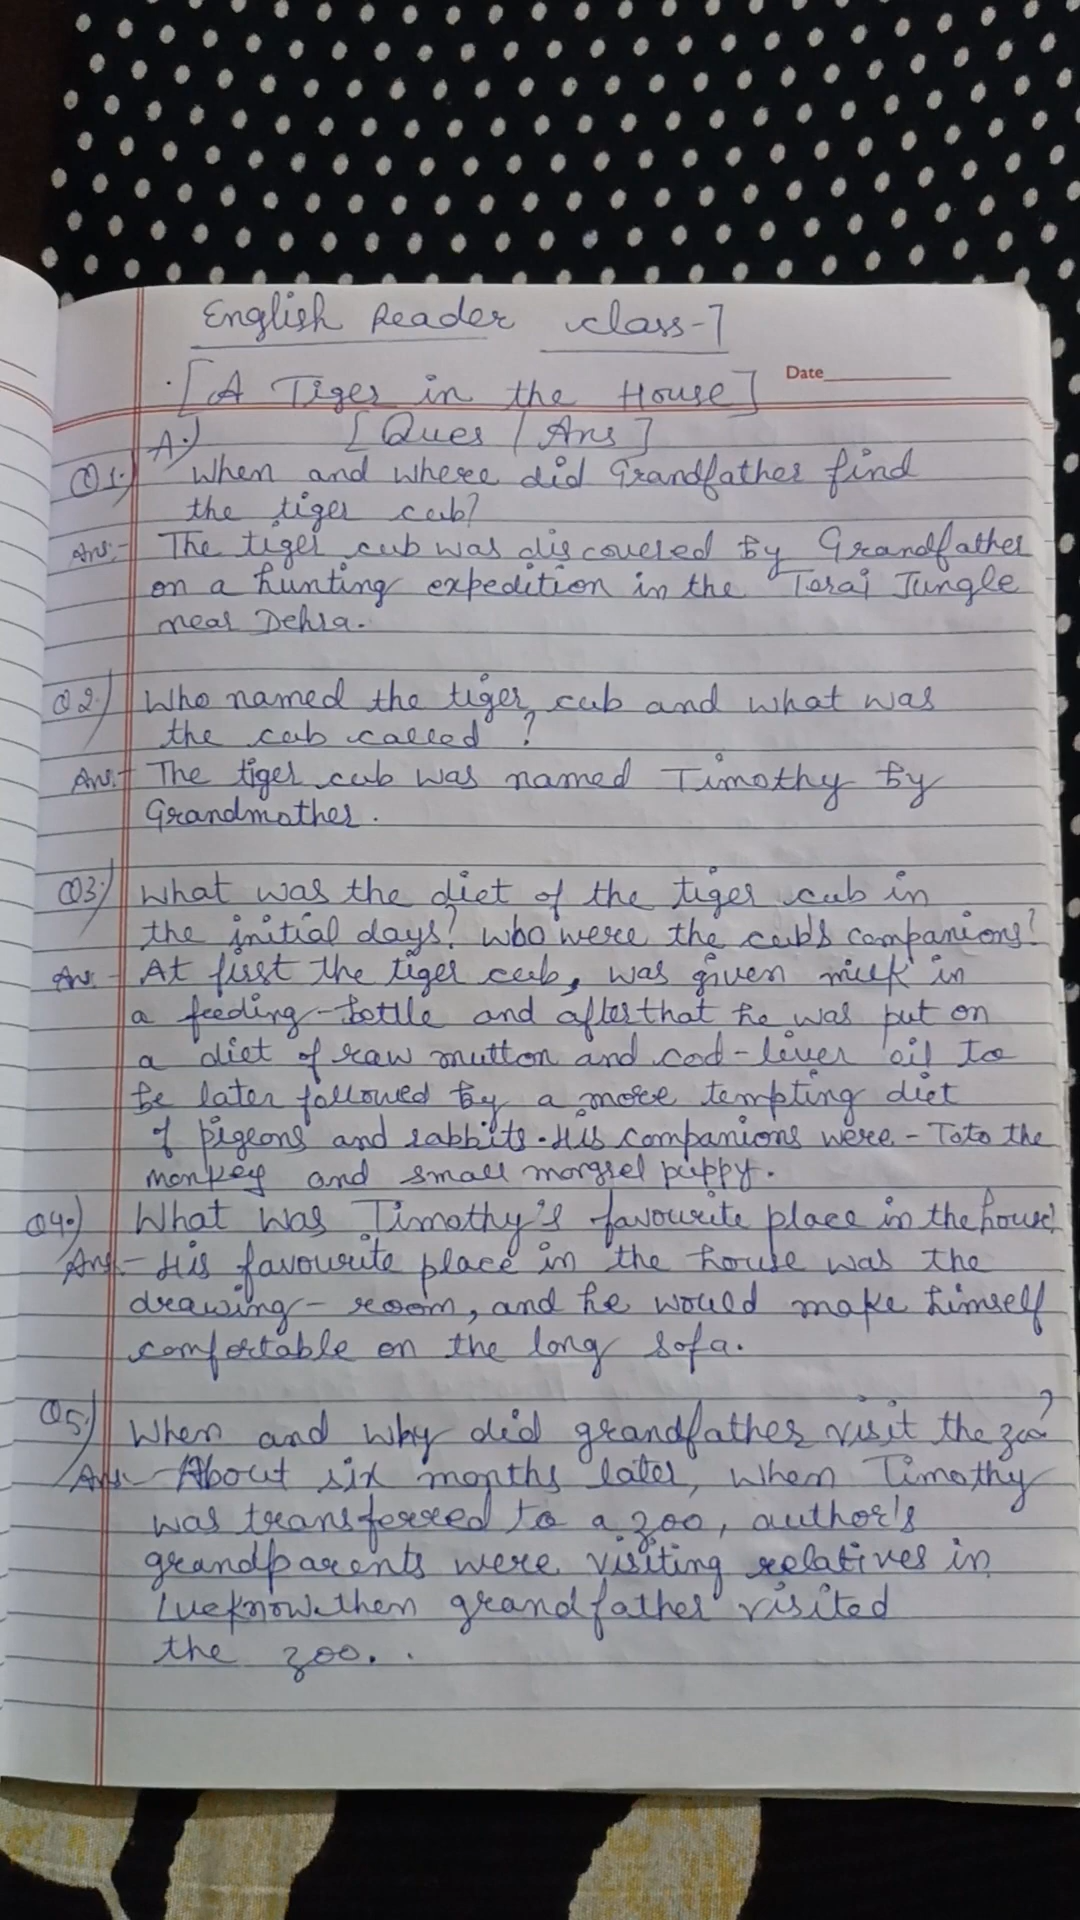 English Reader class-7
Date
[A Tiger in the House]
[Ques / Ans]
A.)
Q1.) When and where did Grandfather find
the tiger cub?
Ans:- The tiger cub was discovered by Grandfather
on a hunting expedition in the Terai Jungle
near Dehra.
Q2.) Who named the tiger cub and what was
the cub called ?
Ans:- The tiger cub was named Timothy by
Grandmother.
Q3.) What was the diet of the tiger cub in
the initial days? Who were the cub's companions?
Ans - At first the tiger cub, was given milk in
a feeding-bottle and after that he was put on
a diet of raw mutton and cod-liver oil to
be later followed by a more tempting diet
of pigeons and rabbits. His companions were - Toto the
monkey and small mongrel puppy.
Q4.) What was Timothy's favourite place in the house?
Ans.- His favourite place in the house was the
drawing-room, and he would make himself
comfortable on the long sofa.
Q5.) When and why did grandfather visit the zoo?
Ans.- About six months later, when Timothy
was transferred to a zoo, author's
grandparents were visiting relatives in
Lucknow.then grandfather visited
the zoo..